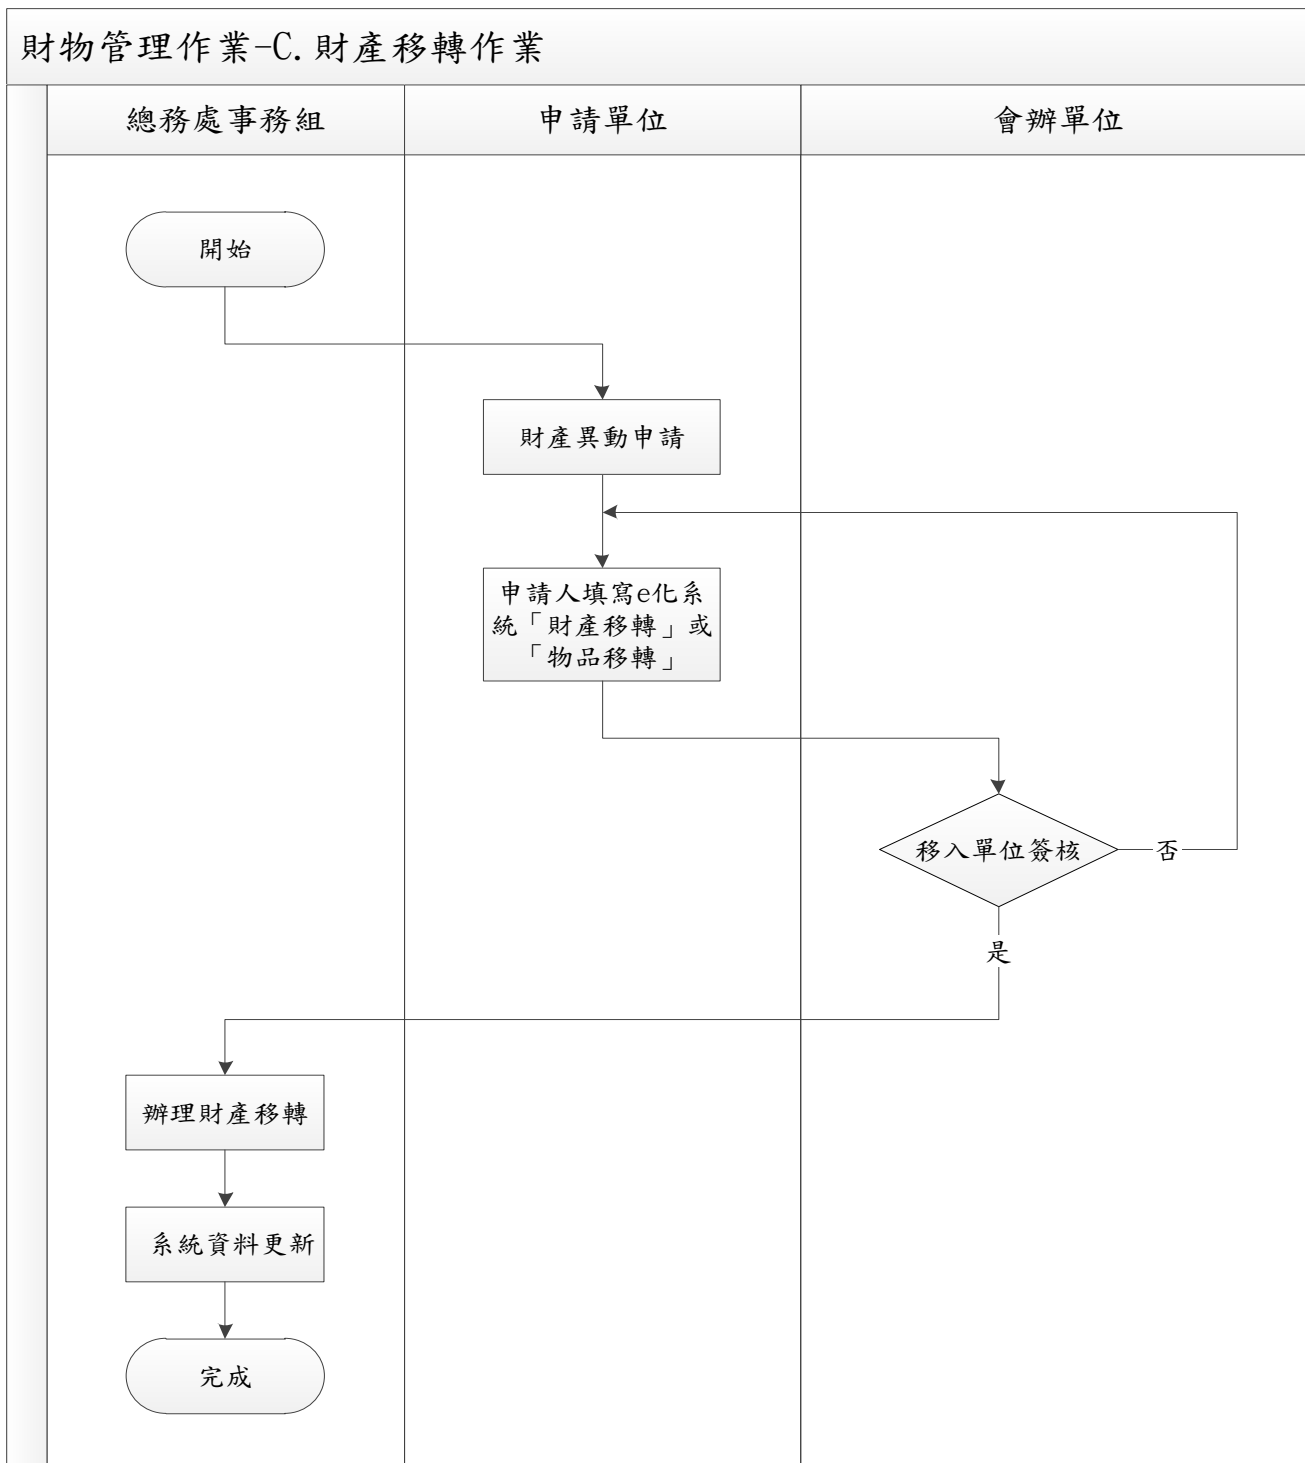 財物管理作業-C.財產移轉作業
總務處事務組
申請單位
會辦單位
開始
財產異動申請
申請人填寫e化系
統「財產移轉」或
「物品移轉」
移入單位簽核
否
是
辦理財產移轉
系統資料更新
完成